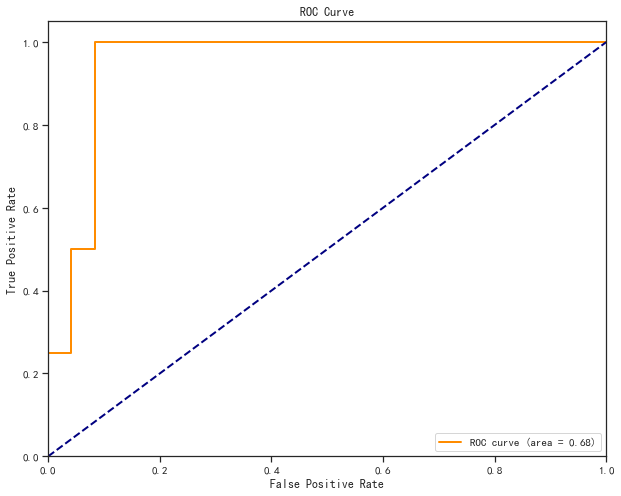 ROC Curve
True Positive Rate
1.0
0.8
0.6
0.4
0.2
0.0
0.0 0.2 0.4 0.6 0.8 1.0
False Positive Rate
ROC curve (area = 0.68)